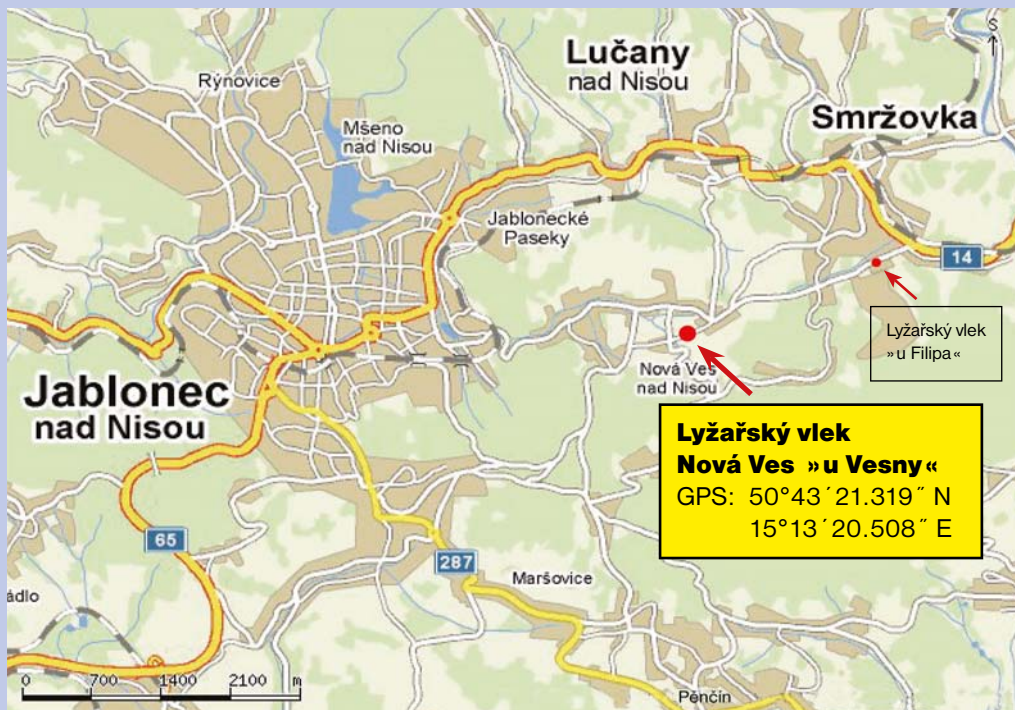 Lučany
nad Nisou
S
Smržovka
Rýnovice
Mšeno
nad Nisou
Jablonecké
Paseky
14
Lyžařský vlek
»u Filipa«
Nová Ves
nad Nisou
Jablonec
nad Nisou
Lyžařský vlek
Nová Ves »u Vesny«
GPS: 50°43´21.319˝ N
15°13´20.508˝ E
65
287
Maršovice
ádlo
0 700 1400 2100 m
Pěnčín